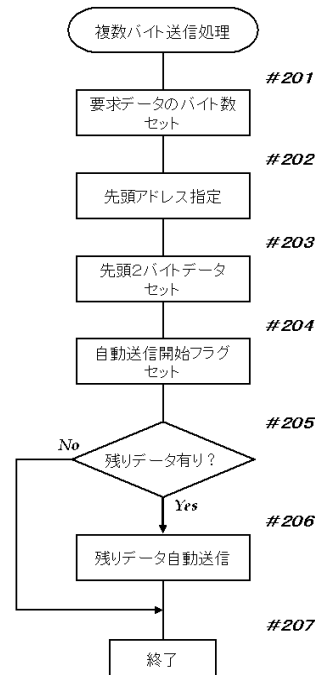 複数バイト送信処理
#201
要求データのバイト数
セット
#202
先頭アドレス指定
#203
先頭２バイトデータ
セット
#204
自動送信開始フラグ
セット
#205
残りデータ有り？
No
Yes
#206
残りデータ自動送信
#207
終了